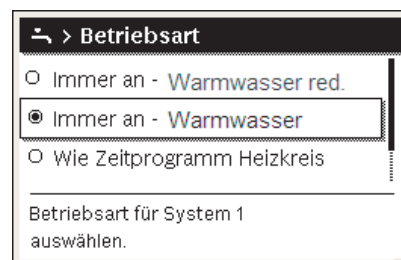 > Betriebsart
Immer an - Warmwasser red.
Immer an - Warmwasser
Wie Zeitprogramm Heizkreis
Betriebsart für System 1
auswählen.